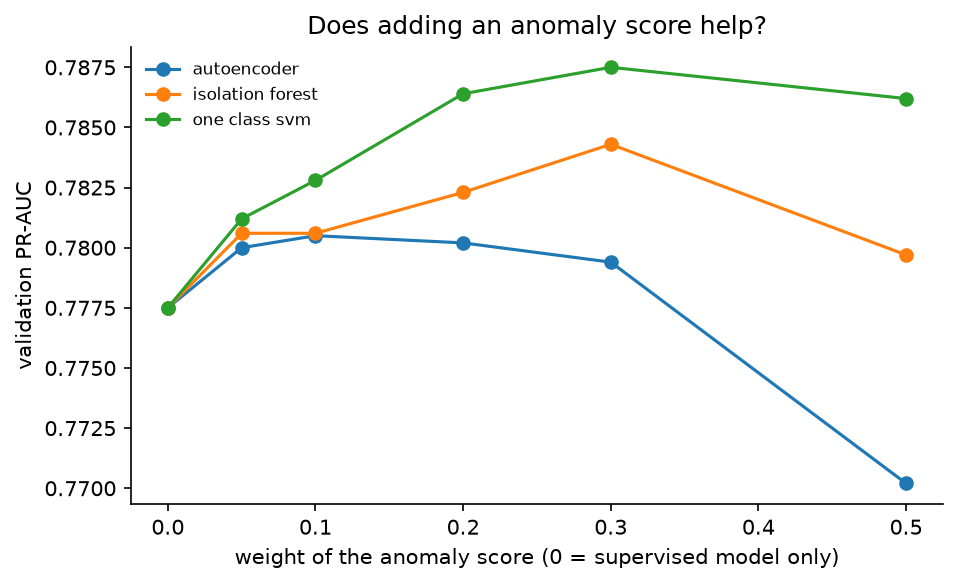 Does adding an anomaly score help?
autoencoder
isolation forest
one class svm
validation PR-AUC
0.7875
0.7850
0.7825
0.7800
0.7775
0.7750
0.7725
0.7700
0.0 0.1 0.2 0.3 0.4 0.5
weight of the anomaly score (0 = supervised model only)